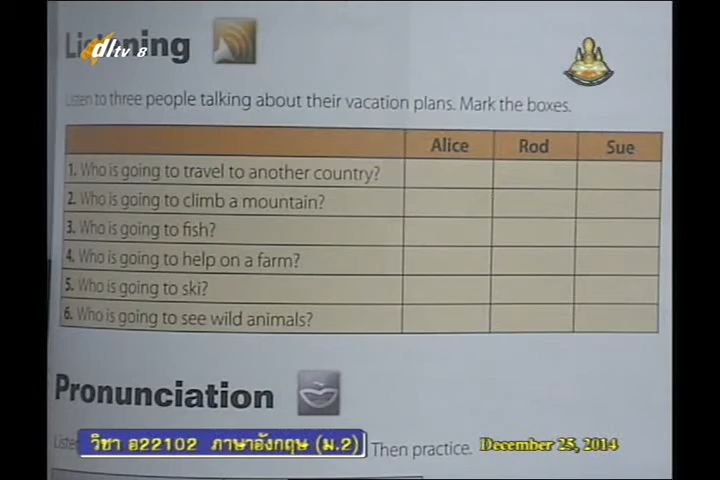 Listening
dltv 8
Listen to three people talking about their vacation plans. Mark the boxes.
Alice Rod Sue
1. Who is going to travel to another country?
2. Who is going to climb a mountain?
3. Who is going to fish?
4. Who is going to help on a farm?
5. Who is going to ski?
6. Who is going to see wild animals?
Pronunciation
วิชา อ22102 ภาษาอังกฤษ (ม.2)
Then practice.
December 25, 2014